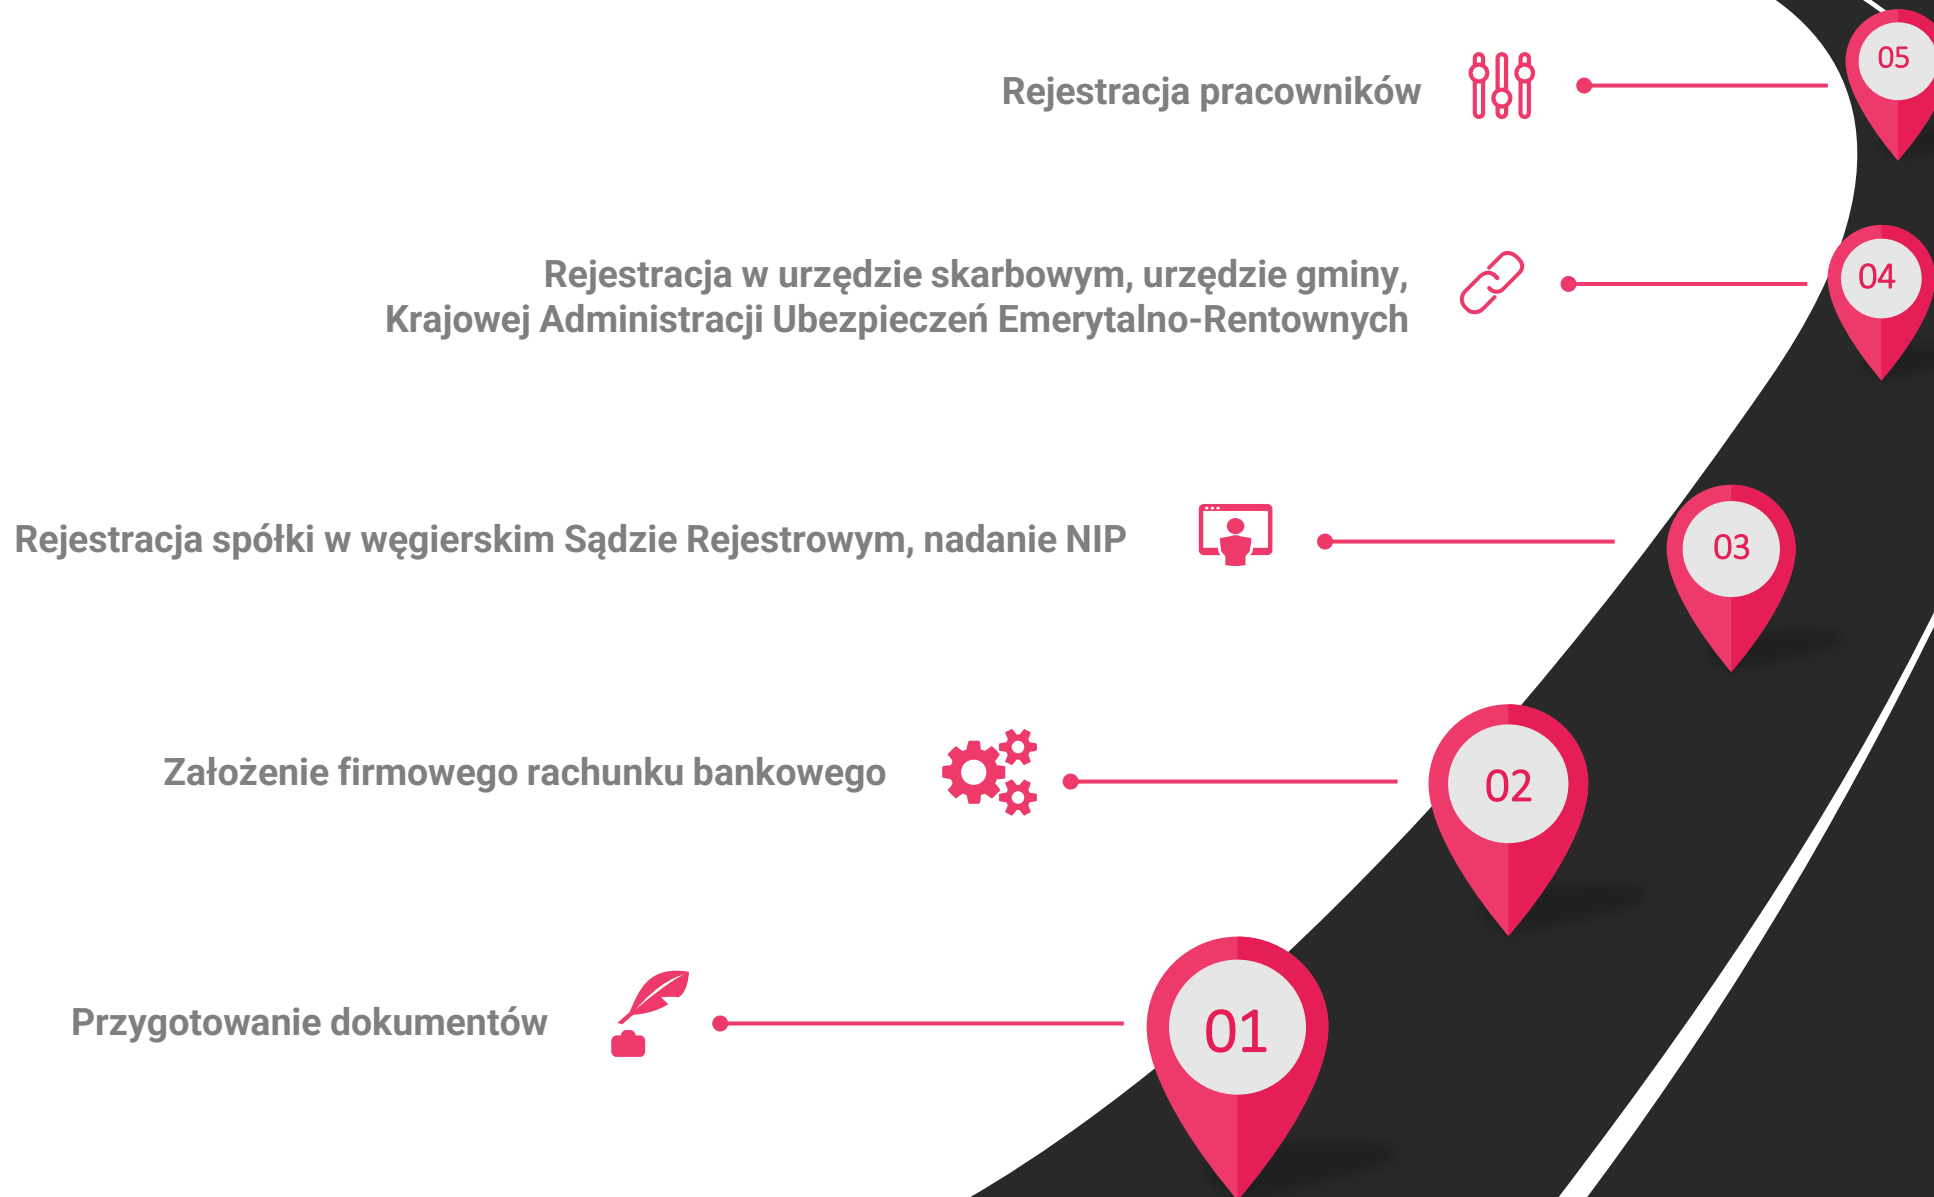 Rejestracja pracowników
05
Rejestracja w urzędzie skarbowym, urzędzie gminy,
Krajowej Administracji Ubezpieczeń Emerytalno-Rentownych
04
Rejestracja spółki w węgierskim Sądzie Rejestrowym, nadanie NIP
03
Założenie firmowego rachunku bankowego
02
Przygotowanie dokumentów
01